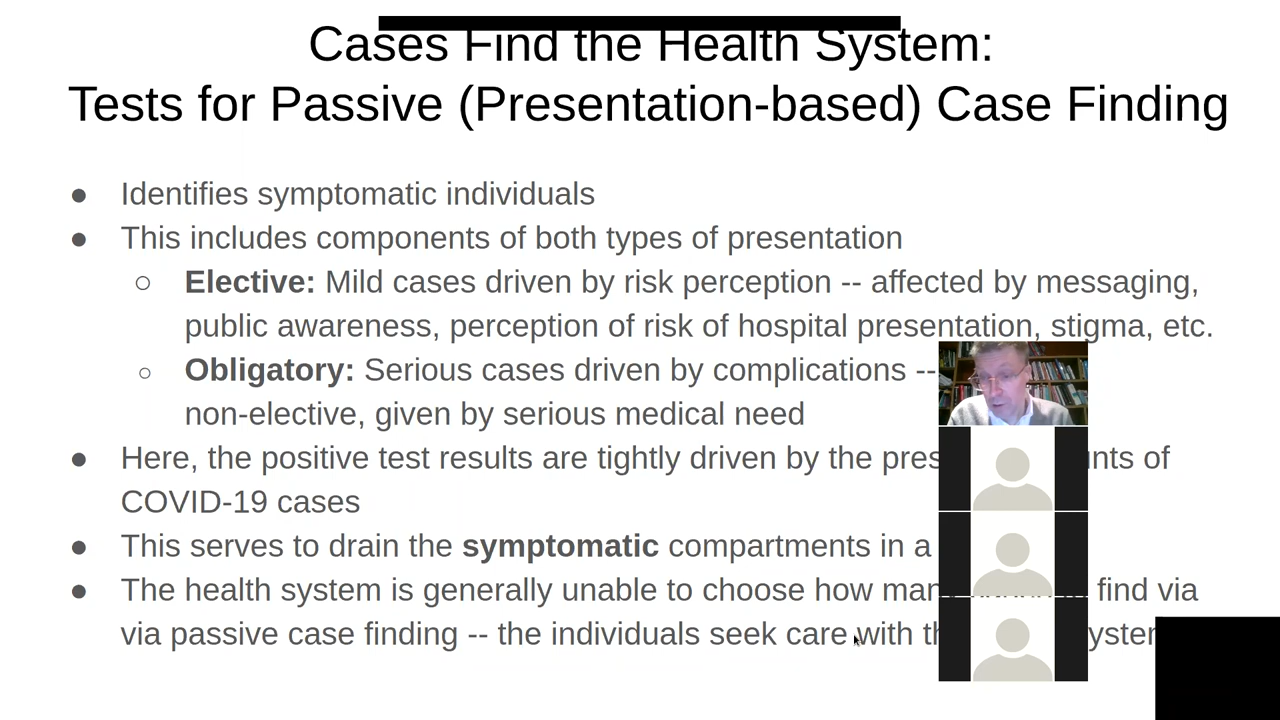 Cases Find the Health System:
Tests for Passive (Presentation-based) Case Finding
● Identifies symptomatic individuals
● This includes components of both types of presentation
○ Elective: Mild cases driven by risk perception -- affected by messaging,
public awareness, perception of risk of hospital presentation, stigma, etc.
○ Obligatory: Serious cases driven by complications --
non-elective, given by serious medical need
● Here, the positive test results are tightly driven by the of
COVID-19 cases
● This serves to drain the symptomatic compartments in a
● The health system is generally unable to choose how many find via
via passive case finding -- the individuals seek care with